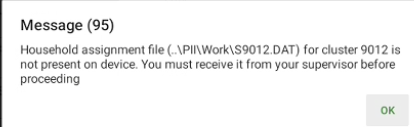 Message (95)
Household assignment file (..\PII\Work\S9012.DAT) for cluster 9012 is
not present on device. You must receive it from your supervisor before
proceeding
OK